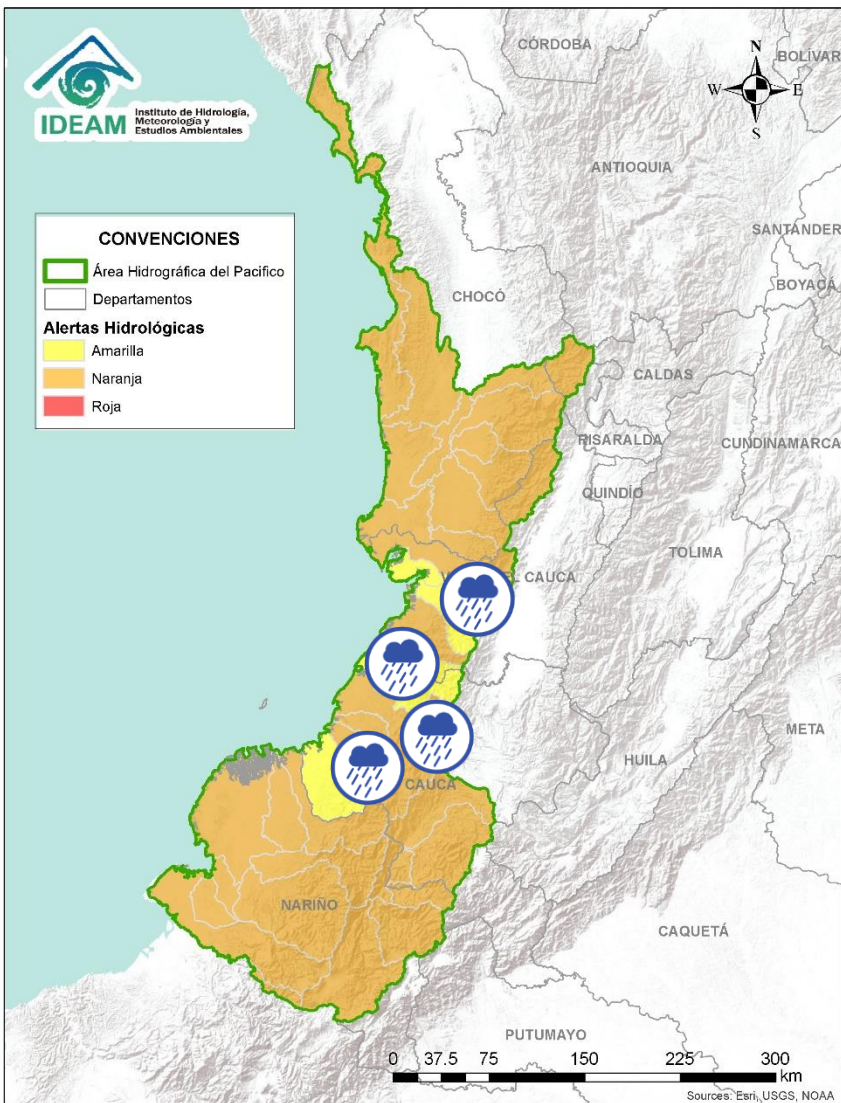 IDEAM
Instituto de Hidrología,
Meteorología y
Estudios Ambientales
N
W
E
S
CÓRDOBA
BOLÍVAR
ANTIOQUIA
SANTANDER
BOYACÁ
CHOCÓ
CALDAS
RISARALDA
CUNDINAMARCA
QUINDÍO
TOLIMA
EL CAUCA
META
HUILA
CAUCA
NARIÑO
CAQUETÁ
PUTUMAYO
CONVENCIONES
Área Hidrográfica del Pacifico
Departamentos
Alertas Hidrológicas
Amarilla
Naranja
Roja
0 37.5 75 150 225 300
km
Sources: Esri, USGS, NOAA